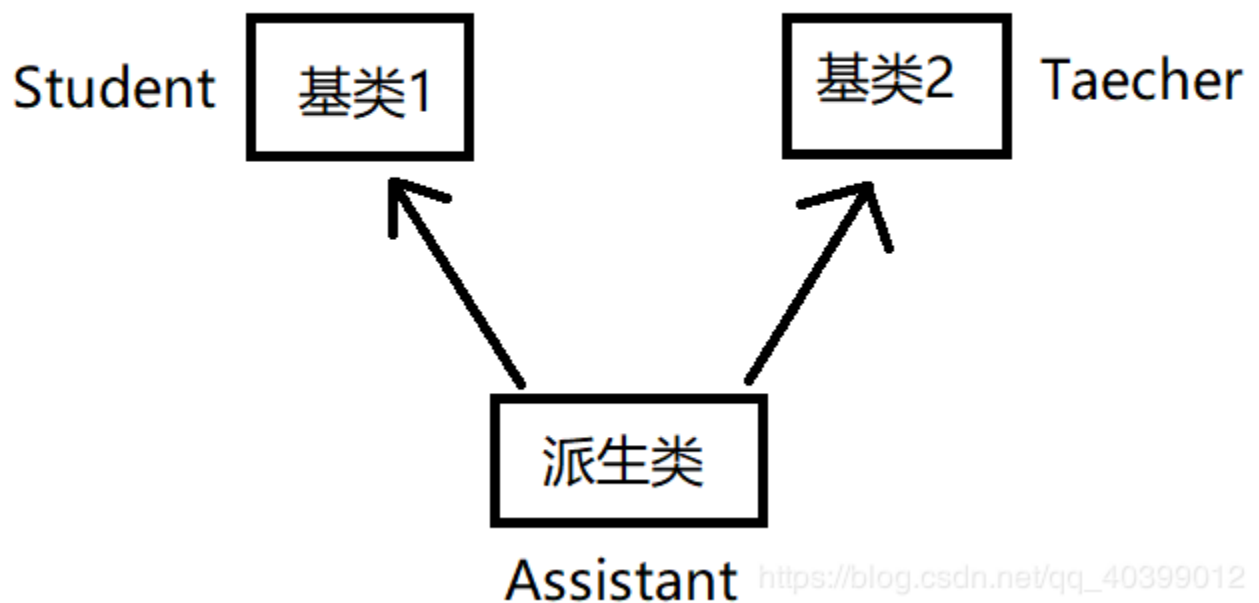 Student
基类1
基类2
Taecher
派生类
Assistant
https://blog.csdn.net/qq_40399012